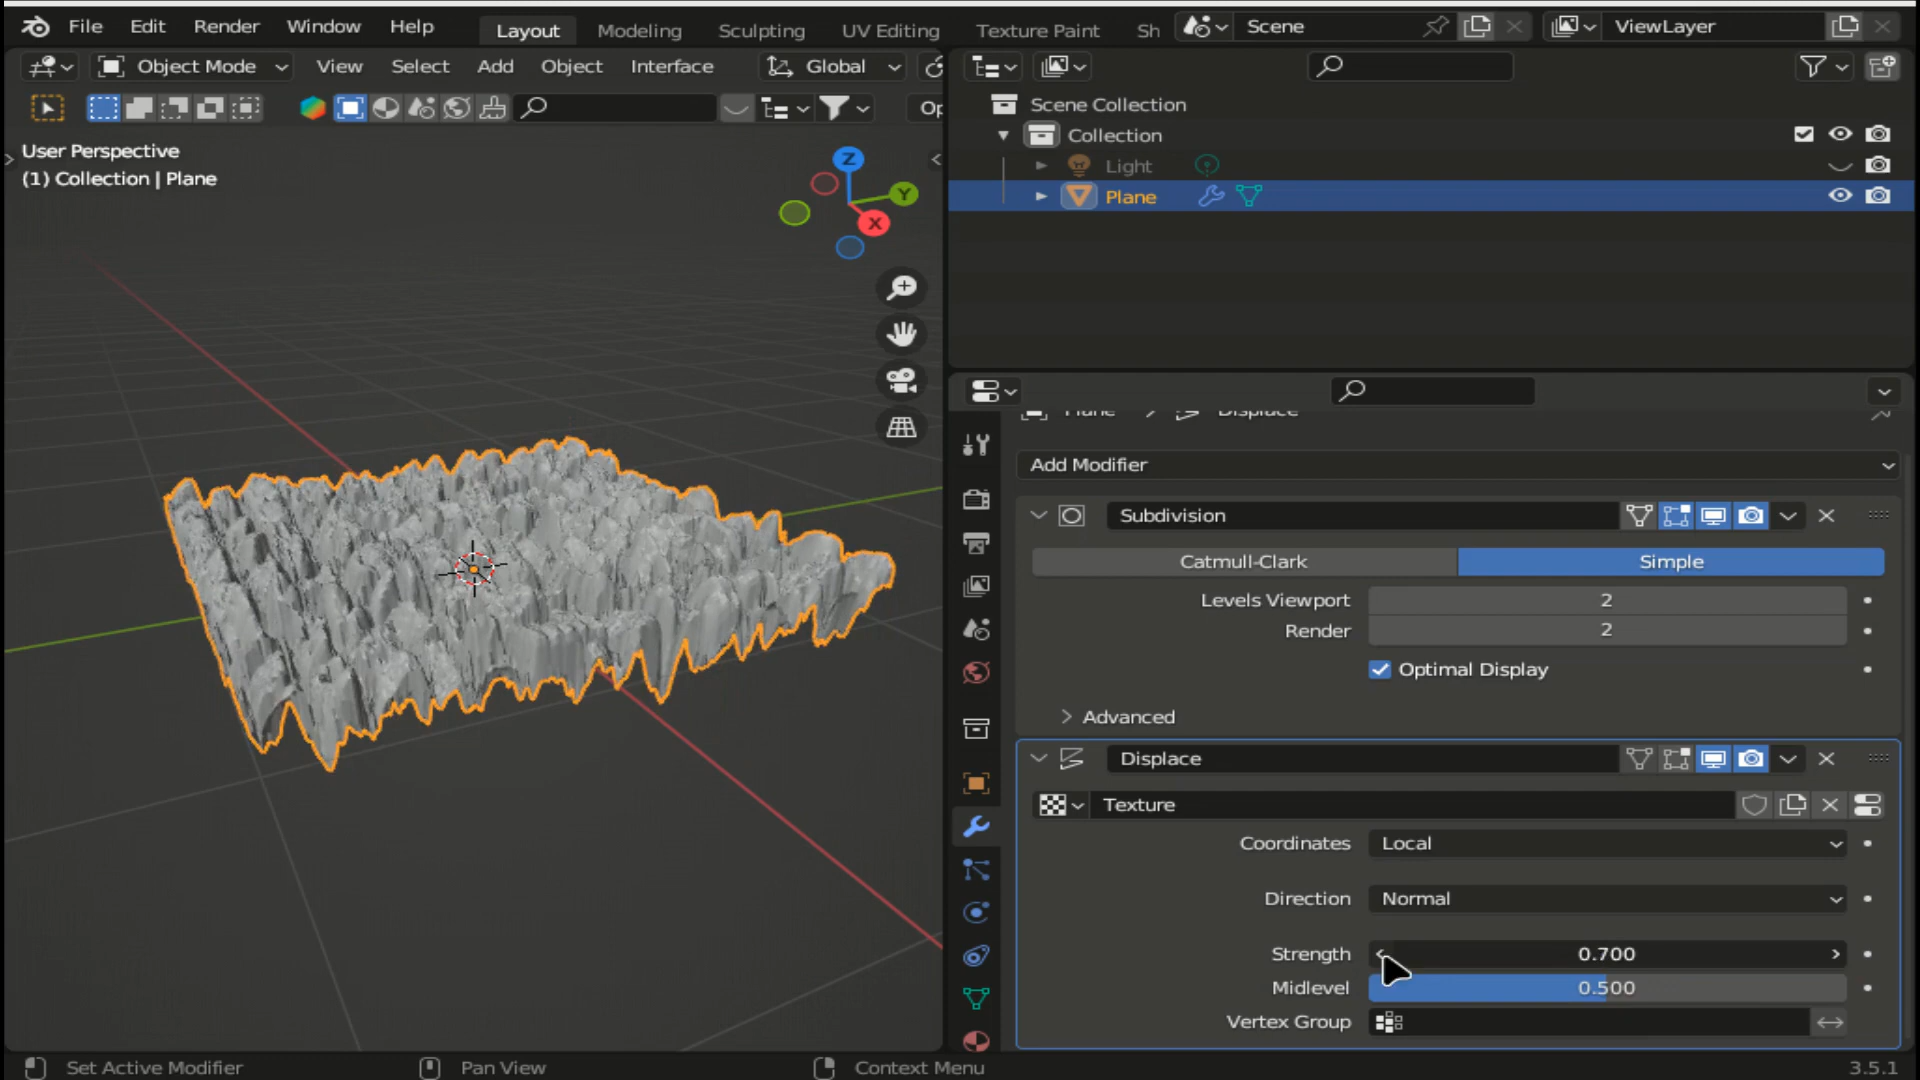 File Edit Render Window Help Layout Modeling Sculpting UV Editing Texture Paint Sh Scene ViewLayer
Object Mode View Select Add Object Interface Global
Op
User Perspective
(1) Collection | Plane
Z
Y
X
Scene Collection
Collection
Light
Plane
Plane Displace
Add Modifier
Subdivision
Catmull-Clark Simple
Levels Viewport 2
Render 2
Optimal Display
Advanced
Displace
Texture
Coordinates Local
Direction Normal
Strength 0.700
Midlevel 0.500
Vertex Group
Set Active Modifier Pan View Context Menu 3.5.1